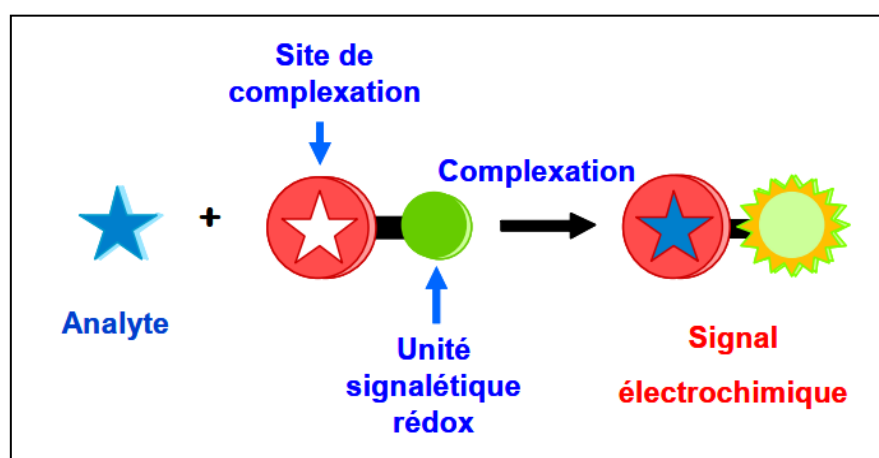 Site de
complexation
Complexation
+
Analyte
Unité
signalétique
rédox
Signal
électrochimique